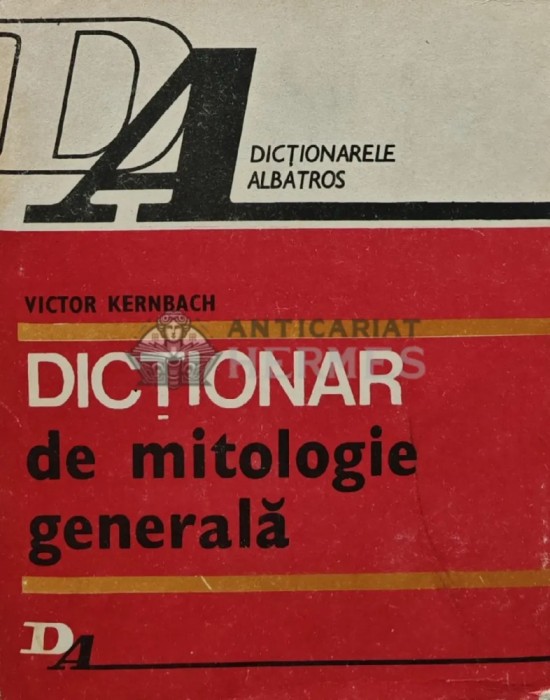 DA
DICȚIONARELE
ALBATROS
VICTOR KERNBACH
ANTICARIAT
HERMES
DICȚIONAR
de mitologie
generală
DA